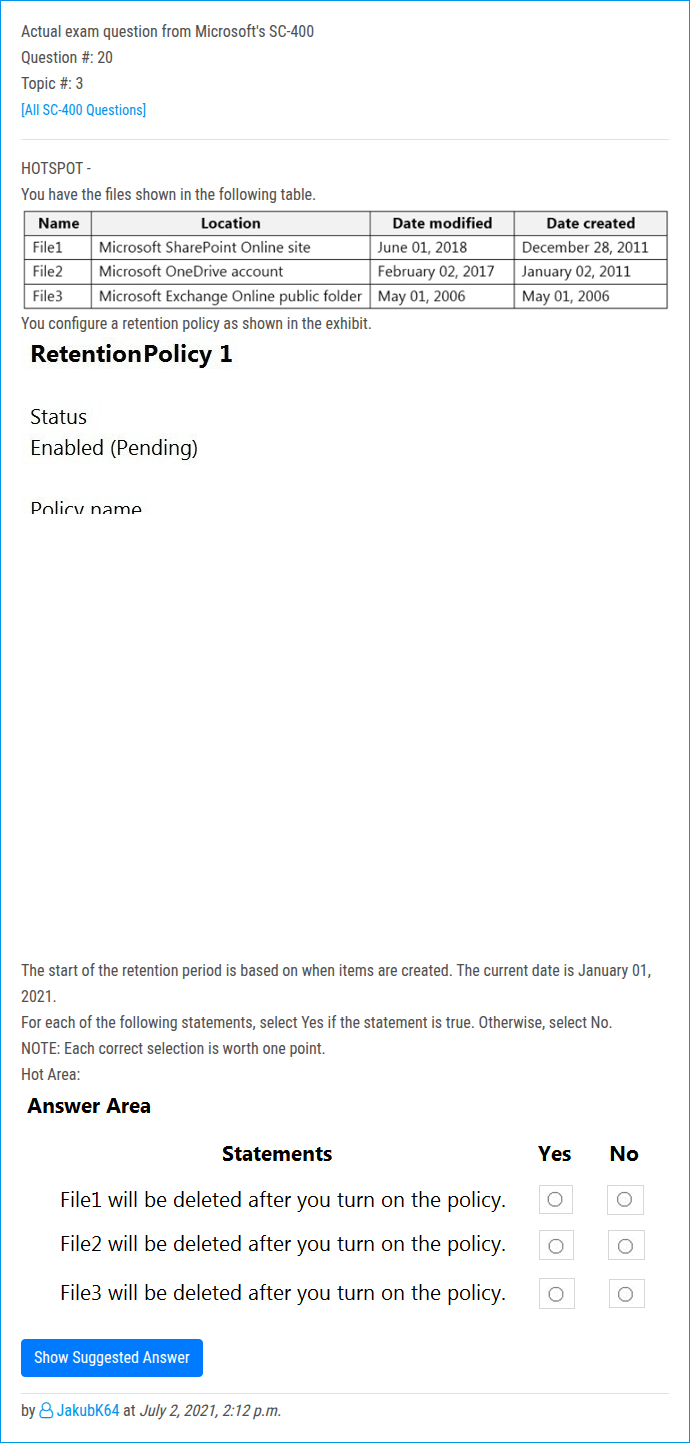 Actual exam question from Microsoft's SC-400
Question #: 20
Topic #: 3
[All SC-400 Questions]
HOTSPOT -
You have the files shown in the following table.
Name Location Date modified Date created
File1 Microsoft SharePoint Online site June 01, 2018 December 28, 2011
File2 Microsoft OneDrive account February 02, 2017 January 02, 2011
File3 Microsoft Exchange Online public folder May 01, 2006 May 01, 2006
You configure a retention policy as shown in the exhibit.
RetentionPolicy 1
Status
Enabled (Pending)
Policy name
The start of the retention period is based on when items are created. The current date is January 01,
2021.
For each of the following statements, select Yes if the statement is true. Otherwise, select No.
NOTE: Each correct selection is worth one point.
Hot Area:
Answer Area
Statements Yes No
File1 will be deleted after you turn on the policy.
File2 will be deleted after you turn on the policy.
File3 will be deleted after you turn on the policy.
Show Suggested Answer
by JakubK64 at July 2, 2021, 2:12 p.m.